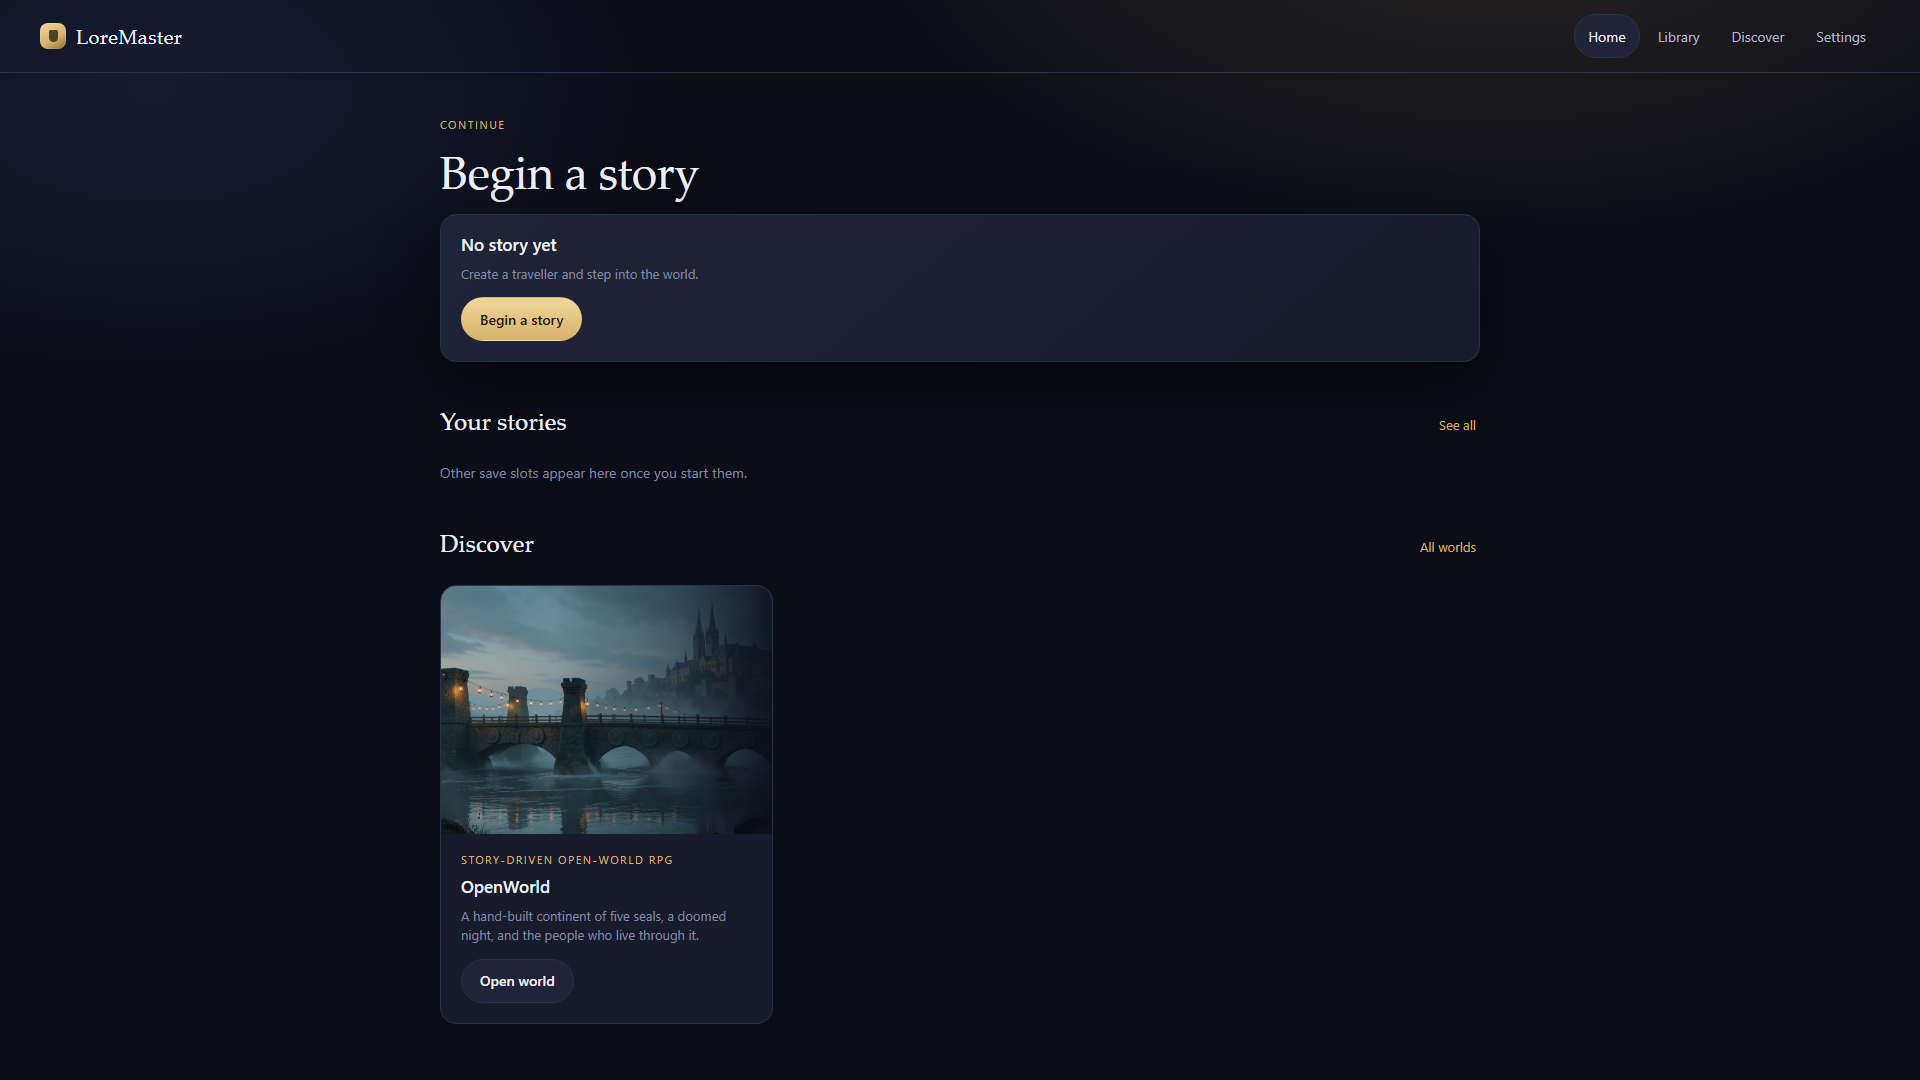 LoreMaster
Home
Library
Discover
Settings
CONTINUE
Begin a story
No story yet
Create a traveller and step into the world.
Begin a story
Your stories
See all
Other save slots appear here once you start them.
Discover
All worlds
STORY-DRIVEN OPEN-WORLD RPG
OpenWorld
A hand-built continent of five seals, a doomed
night, and the people who live through it.
Open world